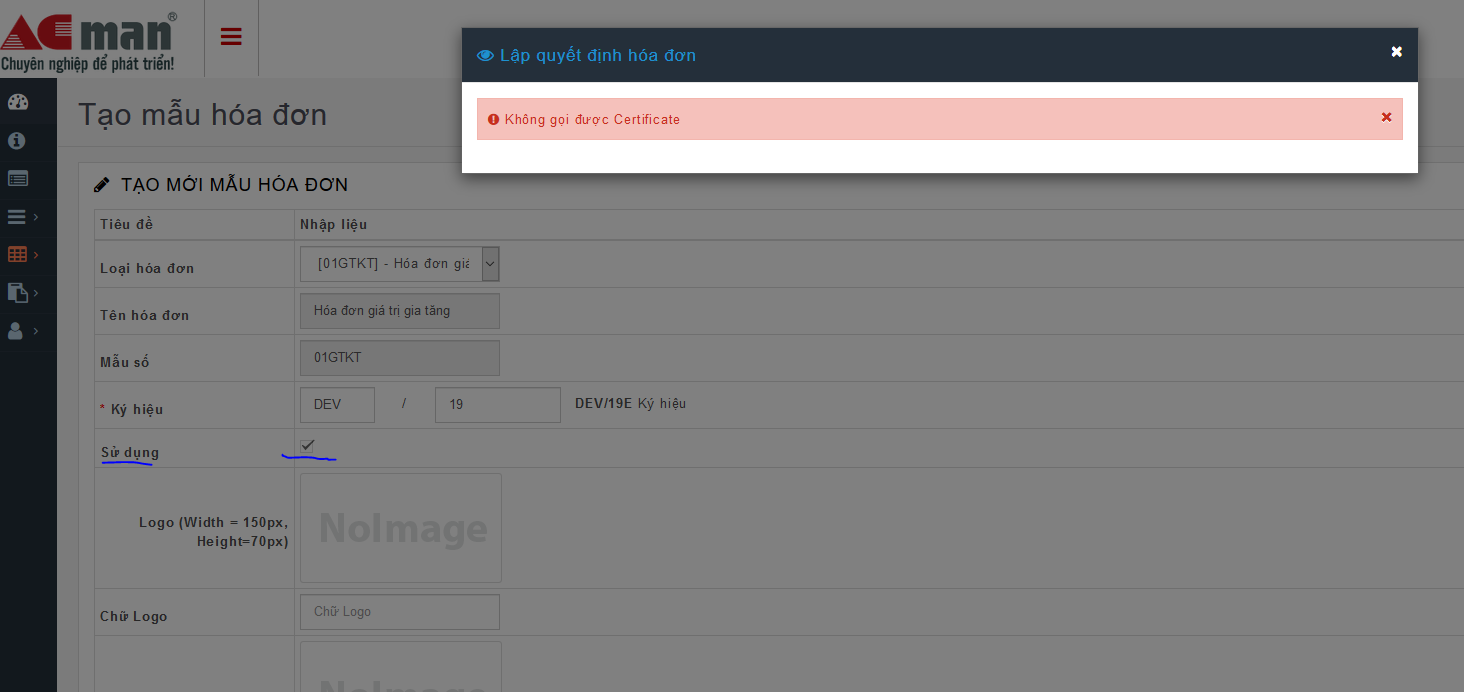 ACman®
Chuyên nghiệp để phát triển!
Lập quyết định hóa đơn
Không gọi được Certificate
Tạo mẫu hóa đơn
TẠO MỚI MẪU HÓA ĐƠN
Tiêu đề Nhập liệu
Loại hóa đơn [01GTKT] - Hóa đơn giá
Tên hóa đơn Hóa đơn giá trị gia tăng
Mẫu số 01GTKT
* Ký hiệu DEV / 19 DEV/19E Ký hiệu
Sử dụng
Logo (Width = 150px,
Height=70px)
NoImage
Chữ Logo Chữ Logo
NoImage